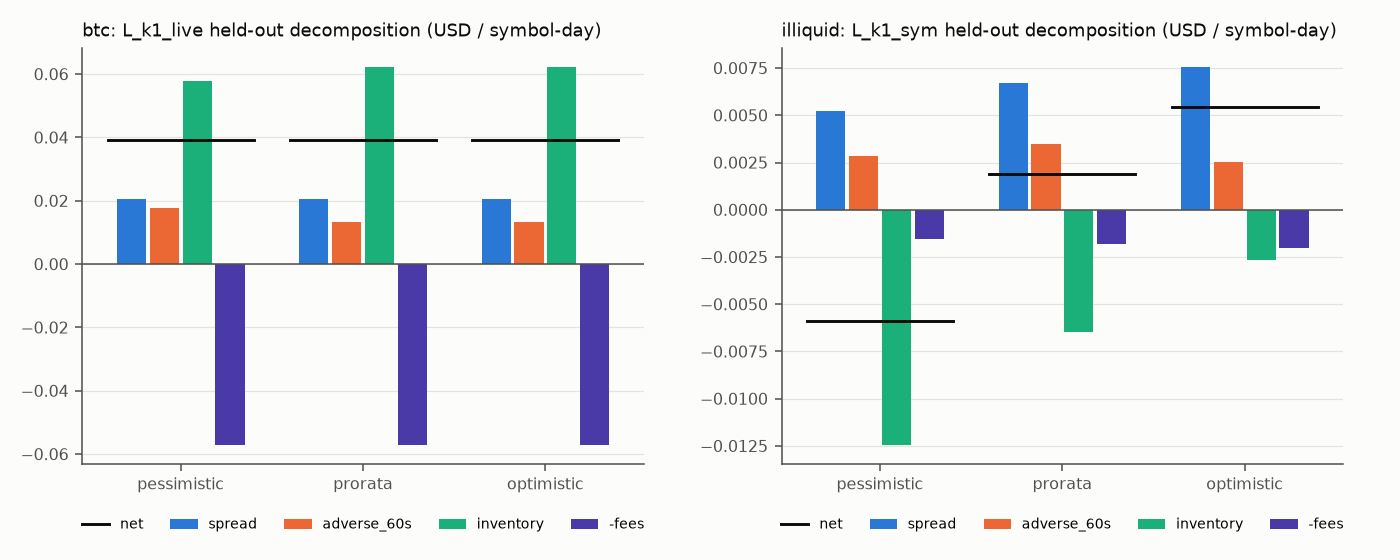 btc: L_k1_live held-out decomposition (USD / symbol-day)
0.06
0.04
0.02
0.00
−0.02
−0.04
−0.06
pessimistic prorata optimistic
net spread adverse_60s inventory -fees
illiquid: L_k1_sym held-out decomposition (USD / symbol-day)
0.0075
0.0050
0.0025
0.0000
−0.0025
−0.0050
−0.0075
−0.0100
−0.0125
pessimistic prorata optimistic
net spread adverse_60s inventory -fees